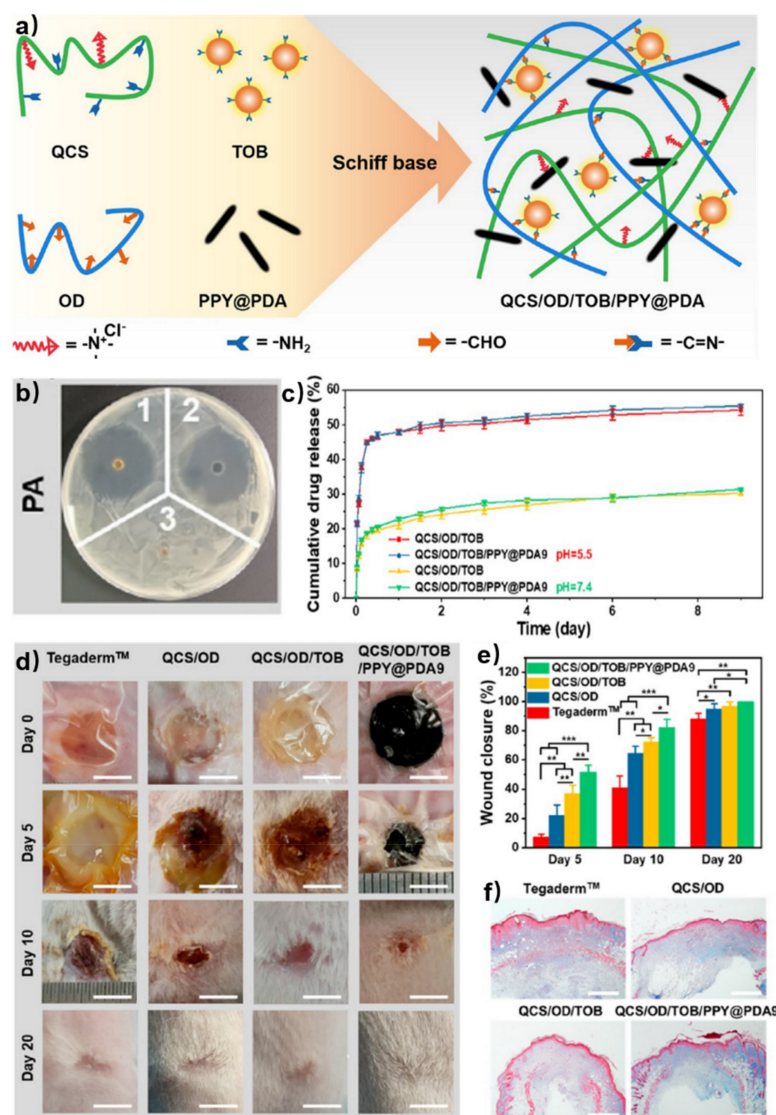 a)
QCS
TOB
Schiff base
OD
PPY@PDA
QCS/OD/TOB/PPY@PDA
= -N⁺- Cl⁻
= -NH₂
= -CHO
= -C=N-
b)
PA
1
2
3
c)
Cumulative drug release (%)
60
50
40
30
20
10
0
QCS/OD/TOB
QCS/OD/TOB/PPY@PDA9 pH=5.5
QCS/OD/TOB
QCS/OD/TOB/PPY@PDA9 pH=7.4
0 2 4 6 8
Time (day)
d)
Tegaderm™
QCS/OD
QCS/OD/TOB
QCS/OD/TOB
/PPY@PDA9
Day 0
Day 5
Day 10
Day 20
e)
Wound closure (%)
120
100
80
60
40
20
0
QCS/OD/TOB/PPY@PDA9
QCS/OD/TOB
QCS/OD
Tegaderm™
***
**
**
**
***
**
*
*
**
*
**
*
Day 5 Day 10 Day 20
f)
Tegaderm™
QCS/OD
QCS/OD/TOB
QCS/OD/TOB/PPY@PDA9